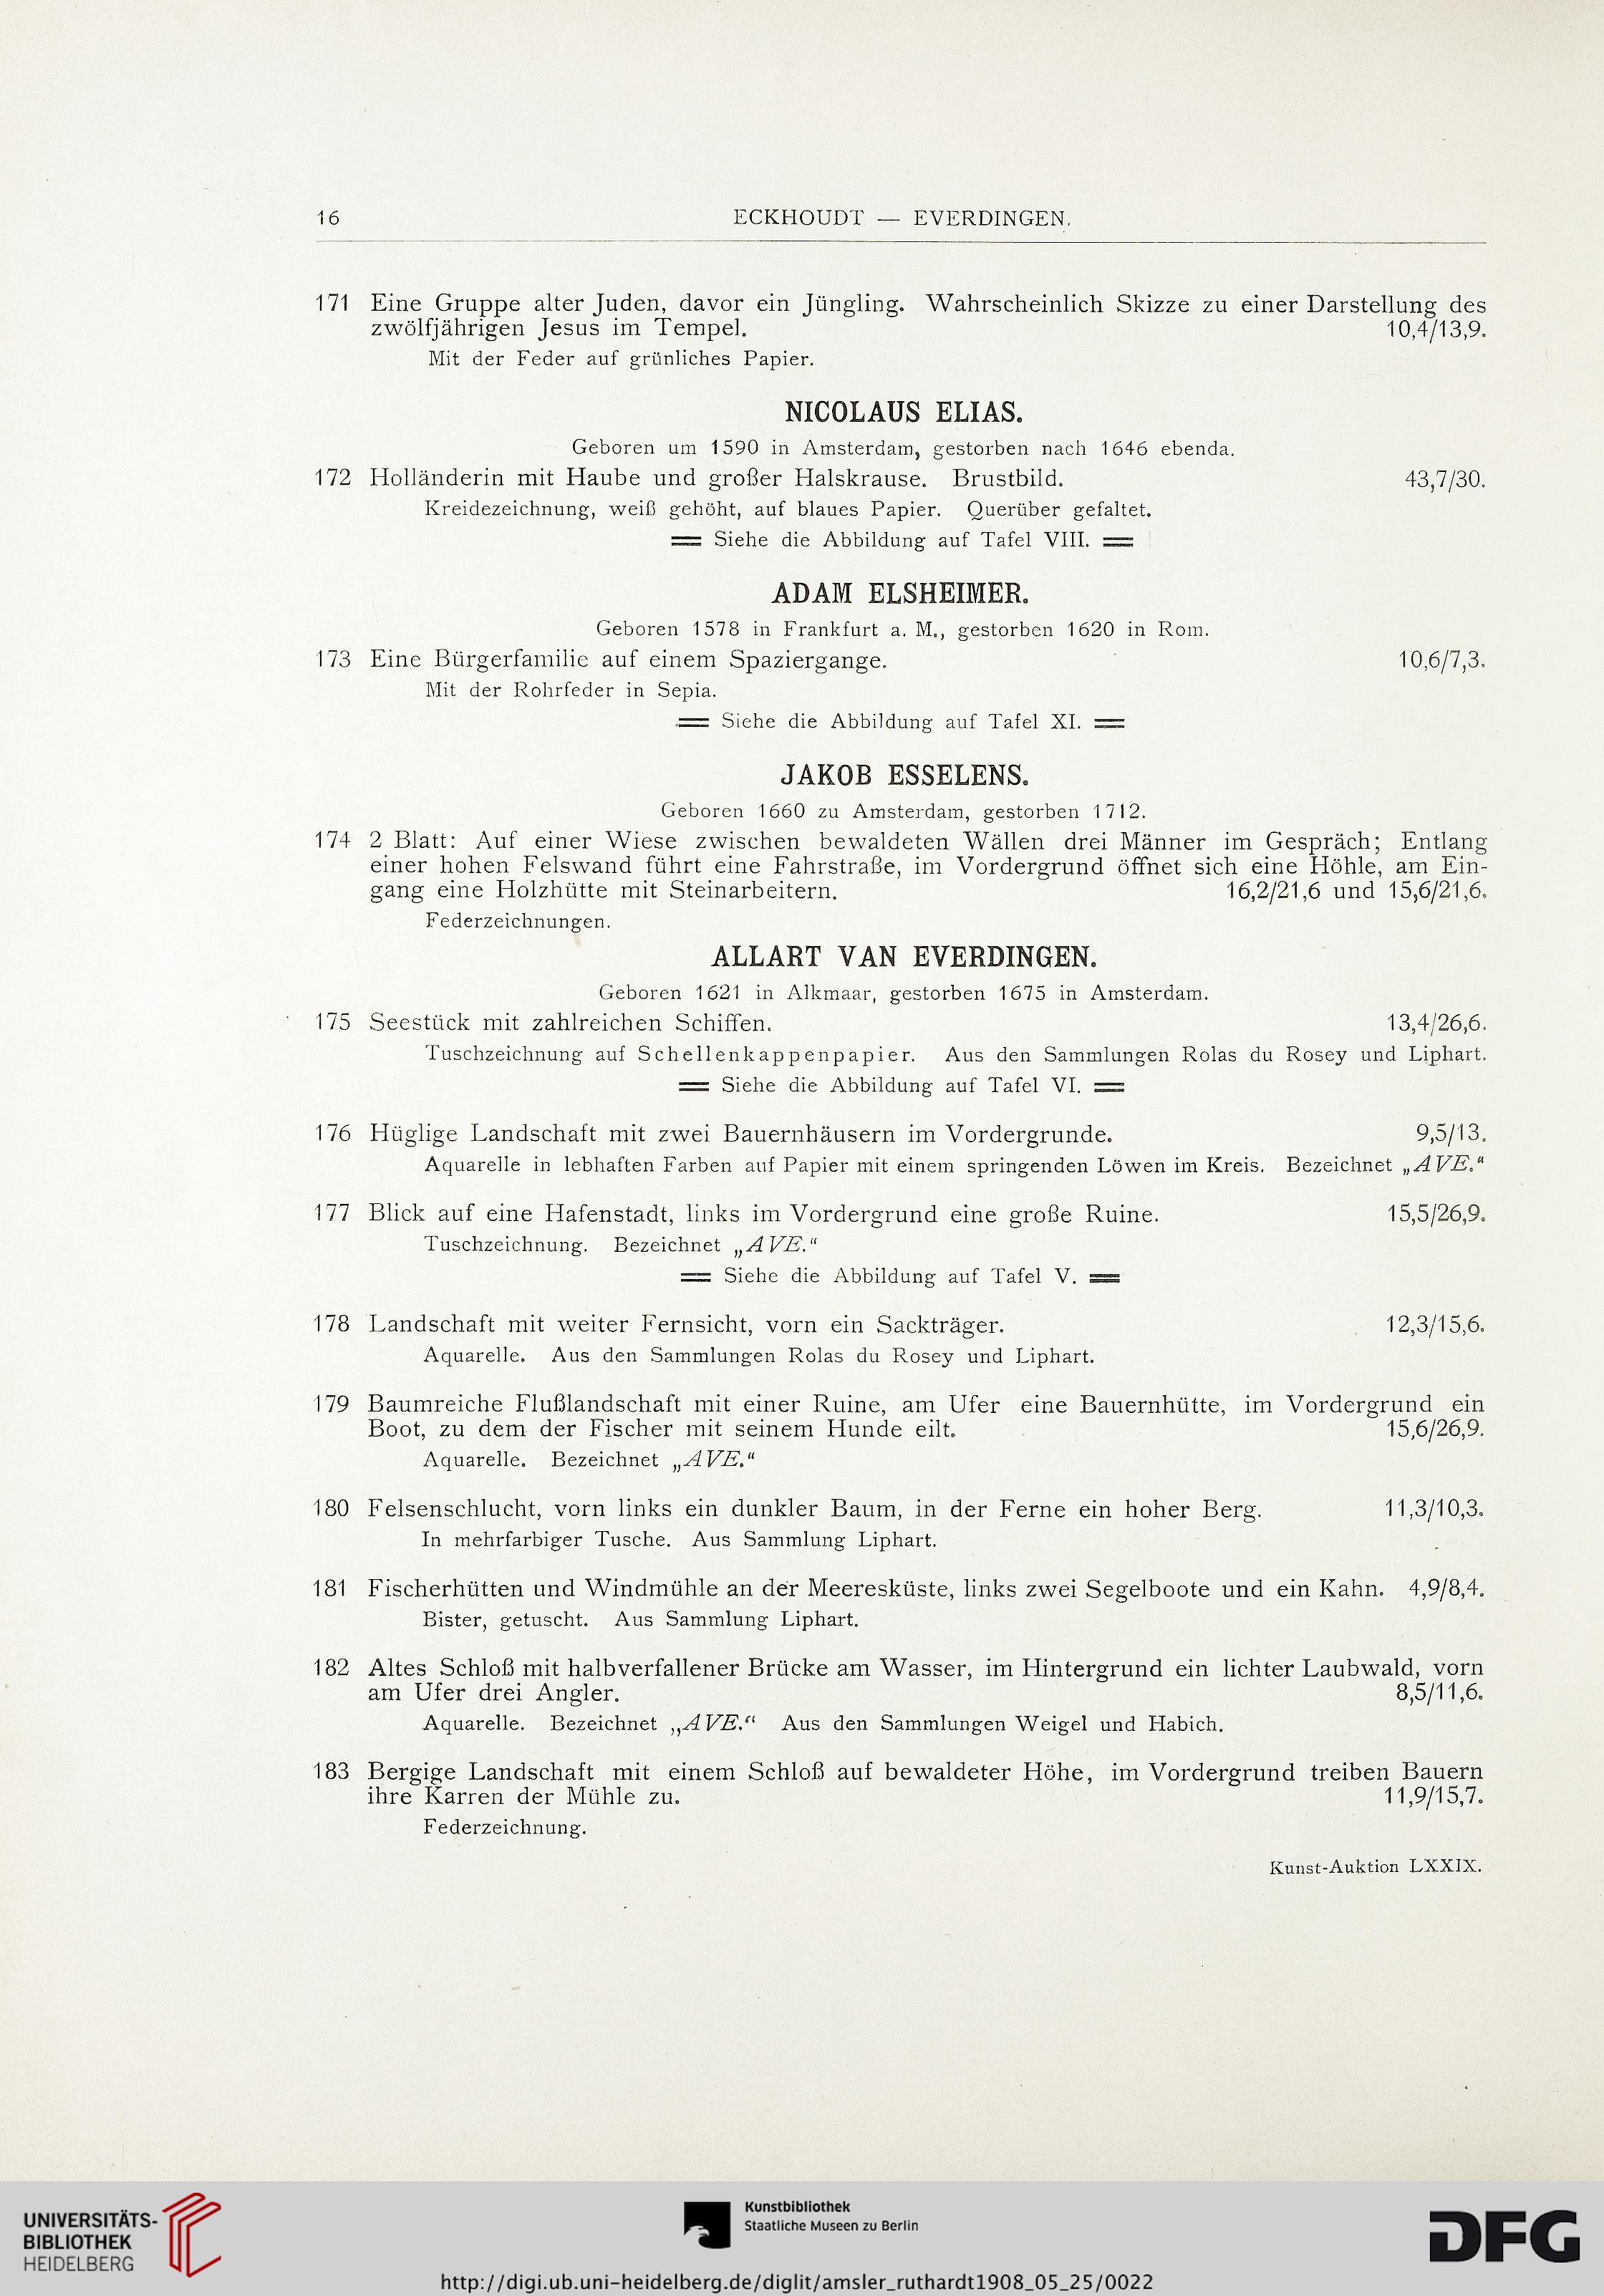 16
ECKHOUDT — EVERDINGEN.
171 Eine Gruppe alter Juden, davor ein Jüngling. Wahrscheinlich Skizze zu einer Darstellung des
zwölfjährigen Jesus im Tempel. 10,4/13,9.
Mit der Feder auf grünliches Papier.
NICOLAUS ELIAS.
Geboren um 1590 in Amsterdam, gestorben nach 1646 ebenda.
172 Holländerin mit Haube und großer Halskrause. Brustbild. 43,7/30.
Kreidezeichnung, weiß gehöht, auf blaues Papier. Querüber gefaltet.
== Siehe die Abbildung auf Tafel VIII. ==
ADAM ELSHEIMER.
Geboren 1578 in Frankfurt a. M., gestorben 1620 in Rom.
173 Eine Bürgerfamilie auf einem Spaziergange. 10,6/7,3.
Mit der Rohrfeder in Sepia.
== Siehe die Abbildung auf Tafel XI. ==
JAKOB ESSELENS.
Geboren 1660 zu Amsterdam, gestorben 1712.
174 2 Blatt: Auf einer Wiese zwischen bewaldeten Wällen drei Männer im Gespräch; Entlang
einer hohen Felswand führt eine Fahrstraße, im Vordergrund öffnet sich eine Höhle, am Ein-
gang eine Holzhütte mit Steinarbeitern. 16,2/21,6 und 15,6/21,6.
Federzeichnungen.
ALLART VAN EVERDINGEN.
Geboren 1621 in Alkmaar, gestorben 1675 in Amsterdam.
175 Seestück mit zahlreichen Schiffen. 13,4/26,6.
Tuschzeichnung auf Schellenkappenpapier. Aus den Sammlungen Rolas du Rosey und Liphart.
== Siehe die Abbildung auf Tafel VI. ==
176 Hüglige Landschaft mit zwei Bauernhäusern im Vordergrunde. 9,5/13.
Aquarelle in lebhaften Farben auf Papier mit einem springenden Löwen im Kreis. Bezeichnet „AVE.“
177 Blick auf eine Hafenstadt, links im Vordergrund eine große Ruine. 15,5/26,9.
Tuschzeichnung. Bezeichnet „AVE.“
== Siehe die Abbildung auf Tafel V. ==
178 Landschaft mit weiter Fernsicht, vorn ein Sackträger. 12,3/15,6.
Aquarelle. Aus den Sammlungen Rolas du Rosey und Liphart.
179 Baumreiche Flußlandschaft mit einer Ruine, am Ufer eine Bauernhütte, im Vordergrund ein
Boot, zu dem der Fischer mit seinem Hunde eilt. 15,6/26,9.
Aquarelle. Bezeichnet „AVE.“
180 Felsenschlucht, vorn links ein dunkler Baum, in der Ferne ein hoher Berg. 11,3/10,3.
In mehrfarbiger Tusche. Aus Sammlung Liphart.
181 Fischerhütten und Windmühle an der Meeresküste, links zwei Segelboote und ein Kahn. 4,9/8,4.
Bister, getuscht. Aus Sammlung Liphart.
182 Altes Schloß mit halbverfallener Brücke am Wasser, im Hintergrund ein lichter Laubwald, vorn
am Ufer drei Angler. 8,5/11,6.
Aquarelle. Bezeichnet „AVE.“ Aus den Sammlungen Weigel und Habich.
183 Bergige Landschaft mit einem Schloß auf bewaldeter Höhe, im Vordergrund treiben Bauern
ihre Karren der Mühle zu. 11,9/15,7.
Federzeichnung.
Kunst-Auktion LXXIX.
UNIVERSITÄTS-
BIBLIOTHEK
HEIDELBERG
Kunstbibliothek
Staatliche Museen zu Berlin
DFG
http://digi.ub.uni-heidelberg.de/diglit/amsler_ruthardt1908_05_25/0022